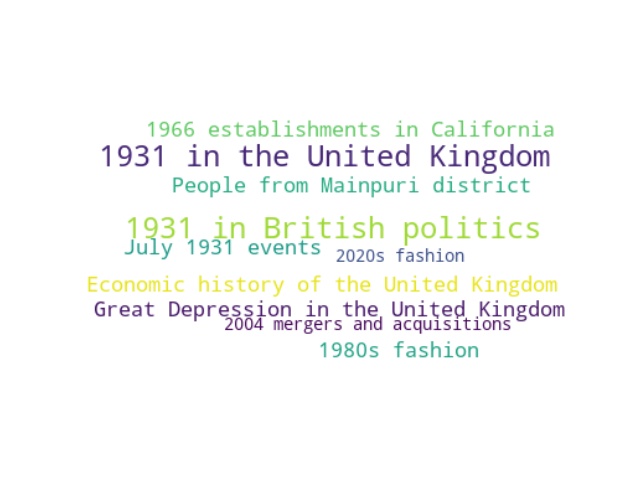 1966 establishments in California
1931 in the United Kingdom
People from Mainpuri district
1931 in British politics
July 1931 events
2020s fashion
Economic history of the United Kingdom
Great Depression in the United Kingdom
2004 mergers and acquisitions
1980s fashion